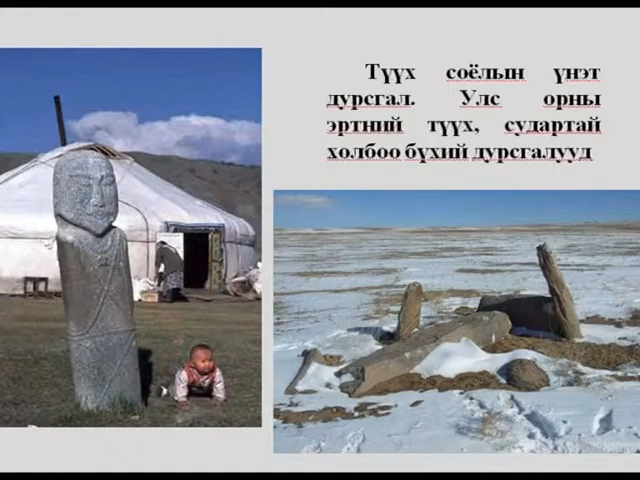 Түүх соёлын үнэт
дурсгал. Улс орны
эртний түүх, судартай
холбоо бүхий дурсгалууд